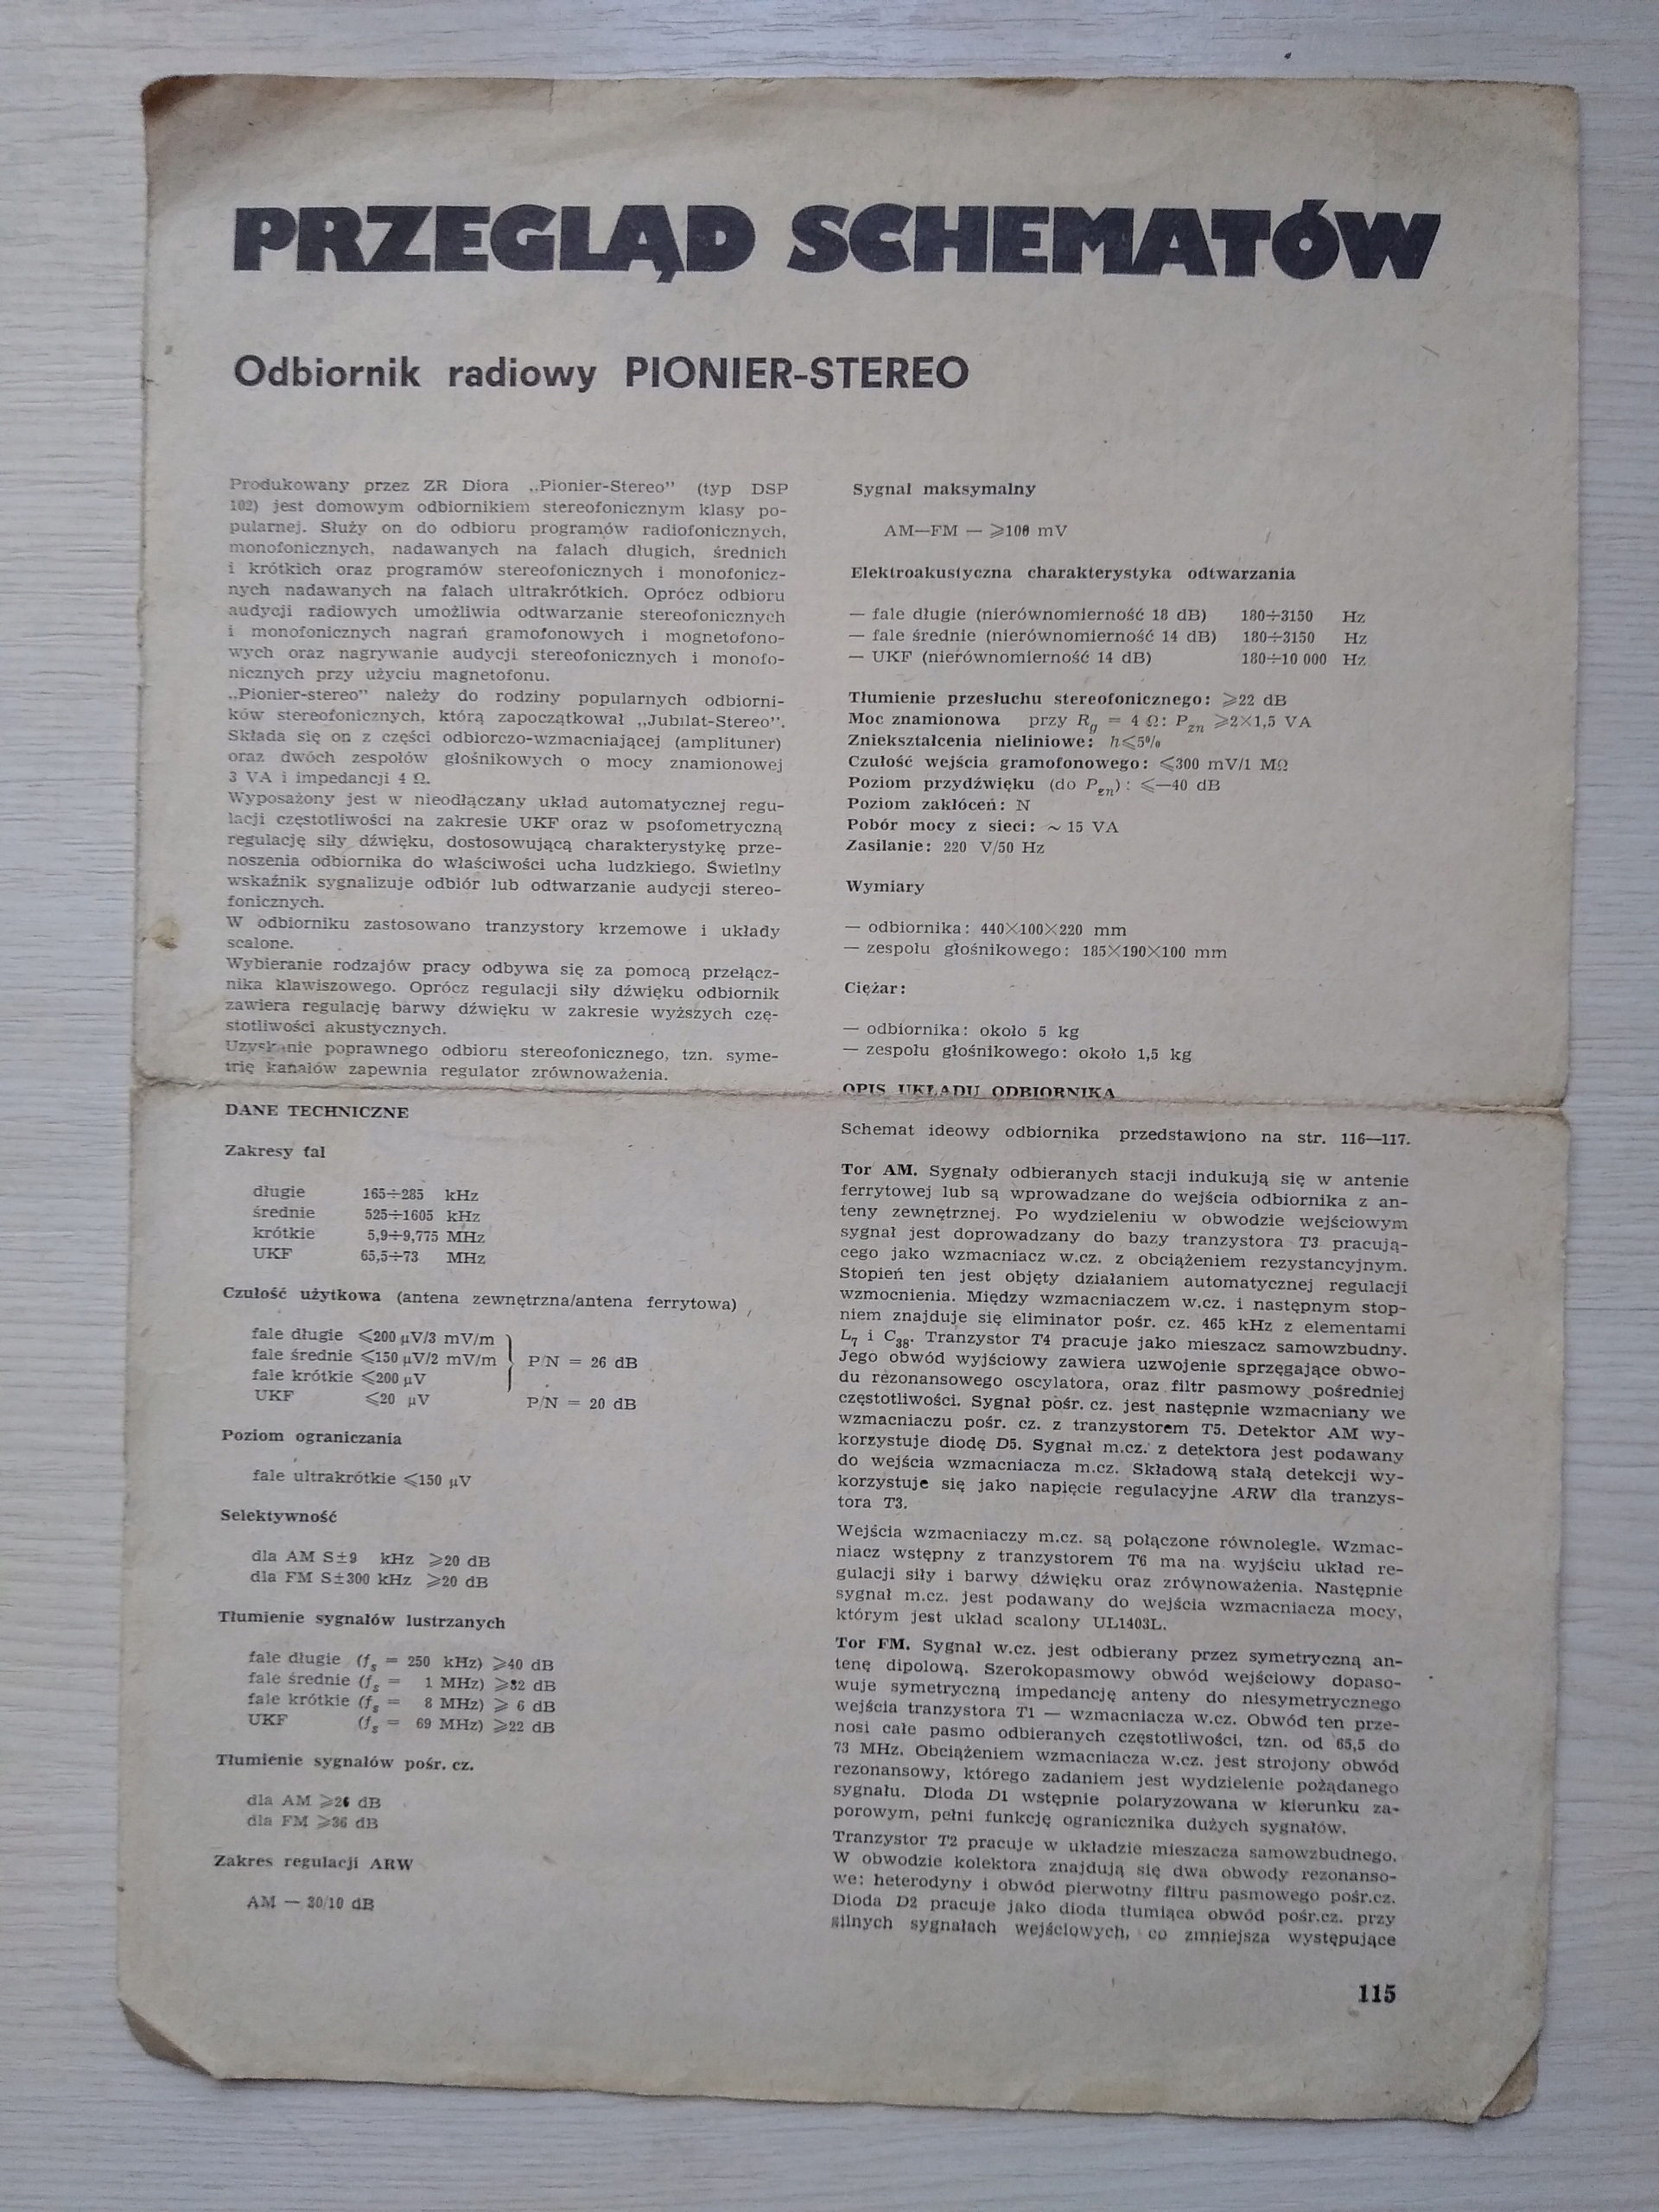 PRZEGLĄD SCHEMATÓW
Odbiornik radiowy PIONIER-STEREO
Produkowany przez ZR Diora „Pionier-Stereo” (typ DSP
102) jest domowym odbiornikiem stereofonicznym klasy po-
pularnej. Służy on do odbioru programów radiofonicznych,
monofonicznych, nadawanych na falach długich, średnich
i krótkich oraz programów stereofonicznych i monofonicz-
nych nadawanych na falach ultrakrótkich. Oprócz odbioru
audycji radiowych umożliwia odtwarzanie stereofonicznych
i monofonicznych nagrań gramofonowych i mognetofono-
wych oraz nagrywanie audycji stereofonicznych i monofo-
nicznych przy użyciu magnetofonu.
„Pionier-stereo” należy do rodziny popularnych odbiorni-
ków stereofonicznych, którą zapoczątkował „Jubilat-Stereo”.
Składa się on z części odbiorczo-wzmacniającej (amplituner)
oraz dwóch zespołów głośnikowych o mocy znamionowej
3 VA i impedancji 4 Ω.
Wyposażony jest w nieodłączany układ automatycznej regu-
lacji częstotliwości na zakresie UKF oraz w psofometryczną
regulację siły dźwięku, dostosowującą charakterystykę prze-
noszenia odbiornika do właściwości ucha ludzkiego. Świetlny
wskaźnik sygnalizuje odbiór lub odtwarzanie audycji stereo-
fonicznych.
W odbiorniku zastosowano tranzystory krzemowe i układy
scalone.
Wybieranie rodzajów pracy odbywa się za pomocą przełącz-
nika klawiszowego. Oprócz regulacji siły dźwięku odbiornik
zawiera regulację barwy dźwięku w zakresie wyższych czę-
stotliwości akustycznych.
Uzyskanie poprawnego odbioru stereofonicznego, tzn. syme-
trię kanałów zapewnia regulator zrównoważenia.
DANE TECHNICZNE
Zakresy fal
długie 165÷285 kHz
średnie 525÷1605 kHz
krótkie 5,9÷9,775 MHz
UKF 65,5÷73 MHz
Czułość użytkowa (antena zewnętrzna/antena ferrytowa)
fale długie ⩽200 μV/3 mV/m
fale średnie ⩽150 μV/2 mV/m P/N = 26 dB
fale krótkie ⩽200 μV
UKF ⩽20 μV P/N = 20 dB
Poziom ograniczania
fale ultrakrótkie ⩽150 μV
Selektywność
dla AM S±9 kHz ⩾20 dB
dla FM S±300 kHz ⩾20 dB
Tłumienie sygnałów lustrzanych
fale długie (fs = 250 kHz) ⩾40 dB
fale średnie (fs = 1 MHz) ⩾32 dB
fale krótkie (fs = 8 MHz) ⩾ 6 dB
UKF (fs = 69 MHz) ⩾22 dB
Tłumienie sygnałów pośr. cz.
dla AM ⩾26 dB
dla FM ⩾36 dB
Zakres regulacji ARW
AM — 30/10 dB
Sygnał maksymalny
AM—FM — ⩾100 mV
Elektroakustyczna charakterystyka odtwarzania
— fale długie (nierównomierność 18 dB) 180÷3150 Hz
— fale średnie (nierównomierność 14 dB) 180÷3150 Hz
— UKF (nierównomierność 14 dB) 180÷10 000 Hz
Tłumienie przesłuchu stereofonicznego: ⩾22 dB
Moc znamionowa przy Rg = 4 Ω: Pzn ⩾2×1,5 VA
Zniekształcenia nieliniowe: h⩽5%
Czułość wejścia gramofonowego: ⩽300 mV/1 MΩ
Poziom przydźwięku (do Pzn): ⩽—40 dB
Poziom zakłóceń: N
Pobór mocy z sieci: ~ 15 VA
Zasilanie: 220 V/50 Hz
Wymiary
— odbiornika: 440×100×220 mm
— zespołu głośnikowego: 185×190×100 mm
Ciężar:
— odbiornika: około 5 kg
— zespołu głośnikowego: około 1,5 kg
OPIS UKŁADU ODBIORNIKA
Schemat ideowy odbiornika przedstawiono na str. 116—117.
Tor AM. Sygnały odbieranych stacji indukują się w antenie
ferrytowej lub są wprowadzane do wejścia odbiornika z an-
teny zewnętrznej. Po wydzieleniu w obwodzie wejściowym
sygnał jest doprowadzany do bazy tranzystora T3 pracują-
cego jako wzmacniacz w.cz. z obciążeniem rezystancyjnym.
Stopień ten jest objęty działaniem automatycznej regulacji
wzmocnienia. Między wzmacniaczem w.cz. i następnym stop-
niem znajduje się eliminator pośr. cz. 465 kHz z elementami
L7 i C38. Tranzystor T4 pracuje jako mieszacz samowzbudny.
Jego obwód wyjściowy zawiera uzwojenie sprzęgające obwo-
du rezonansowego oscylatora, oraz filtr pasmowy pośredniej
częstotliwości. Sygnał pośr. cz. jest następnie wzmacniany we
wzmacniaczu pośr. cz. z tranzystorem T5. Detektor AM wy-
korzystuje diodę D5. Sygnał m.cz. z detektora jest podawany
do wejścia wzmacniacza m.cz. Składową stałą detekcji wy-
korzystuje się jako napięcie regulacyjne ARW dla tranzys-
tora T3.
Wejścia wzmacniaczy m.cz. są połączone równolegle. Wzmac-
niacz wstępny z tranzystorem T6 ma na wyjściu układ re-
gulacji siły i barwy dźwięku oraz zrównoważenia. Następnie
sygnał m.cz. jest podawany do wejścia wzmacniacza mocy,
którym jest układ scalony UL1403L.
Tor FM. Sygnał w.cz. jest odbierany przez symetryczną an-
tenę dipolową. Szerokopasmowy obwód wejściowy dopaso-
wuje symetryczną impedancję anteny do niesymetrycznego
wejścia tranzystora T1 — wzmacniacza w.cz. Obwód ten prze-
nosi całe pasmo odbieranych częstotliwości, tzn. od 65,5 do
73 MHz. Obciążeniem wzmacniacza w.cz. jest strojony obwód
rezonansowy, którego zadaniem jest wydzielenie pożądanego
sygnału. Dioda D1 wstępnie polaryzowana w kierunku za-
porowym, pełni funkcję ogranicznika dużych sygnałów.
Tranzystor T2 pracuje w układzie mieszacza samowzbudnego.
W obwodzie kolektora znajdują się dwa obwody rezonanso-
we: heterodyny i obwód pierwotny filtru pasmowego pośr.cz.
Dioda D2 pracuje jako dioda tłumiąca obwód pośr.cz. przy
silnych sygnałach wejściowych, co zmniejsza występujące
115